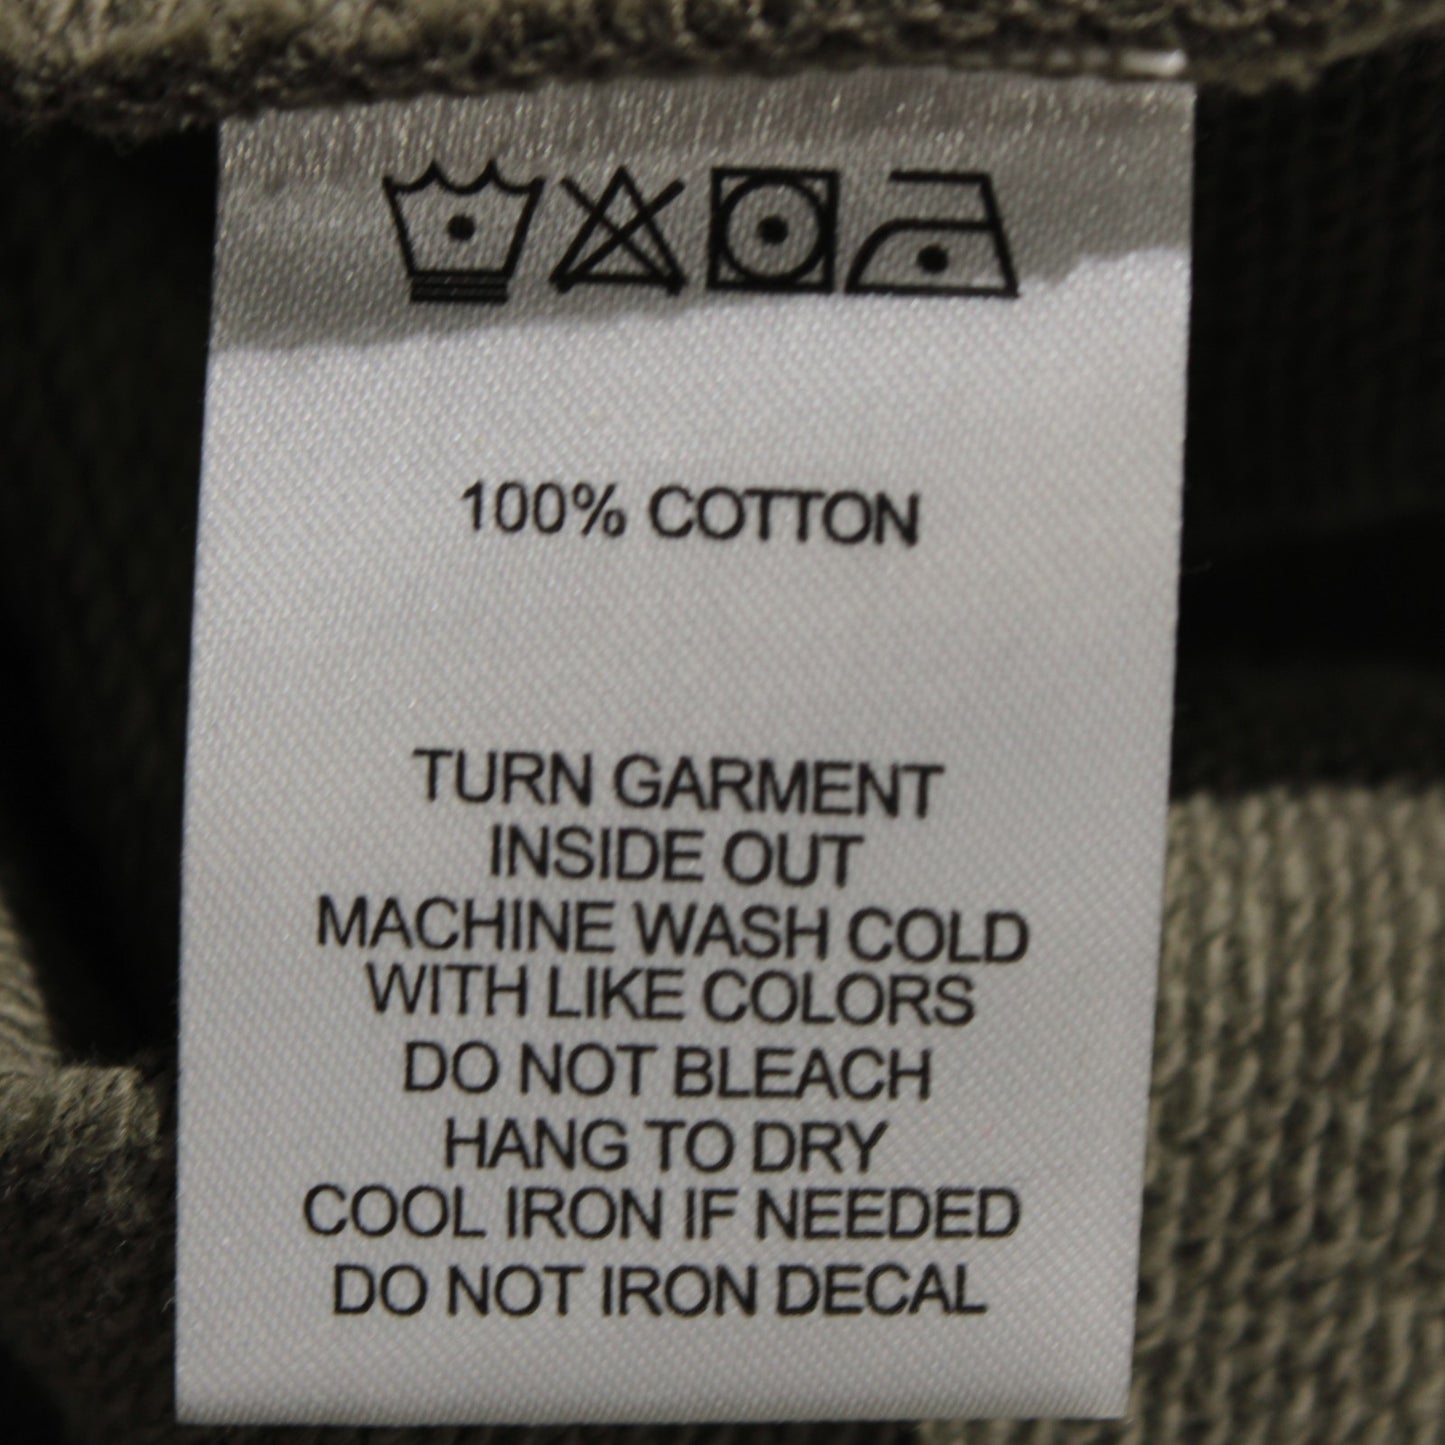 100% COTTON
TURN GARMENT
INSIDE OUT
MACHINE WASH COLD
WITH LIKE COLORS
DO NOT BLEACH
HANG TO DRY
COOL IRON IF NEEDED
DO NOT IRON DECAL